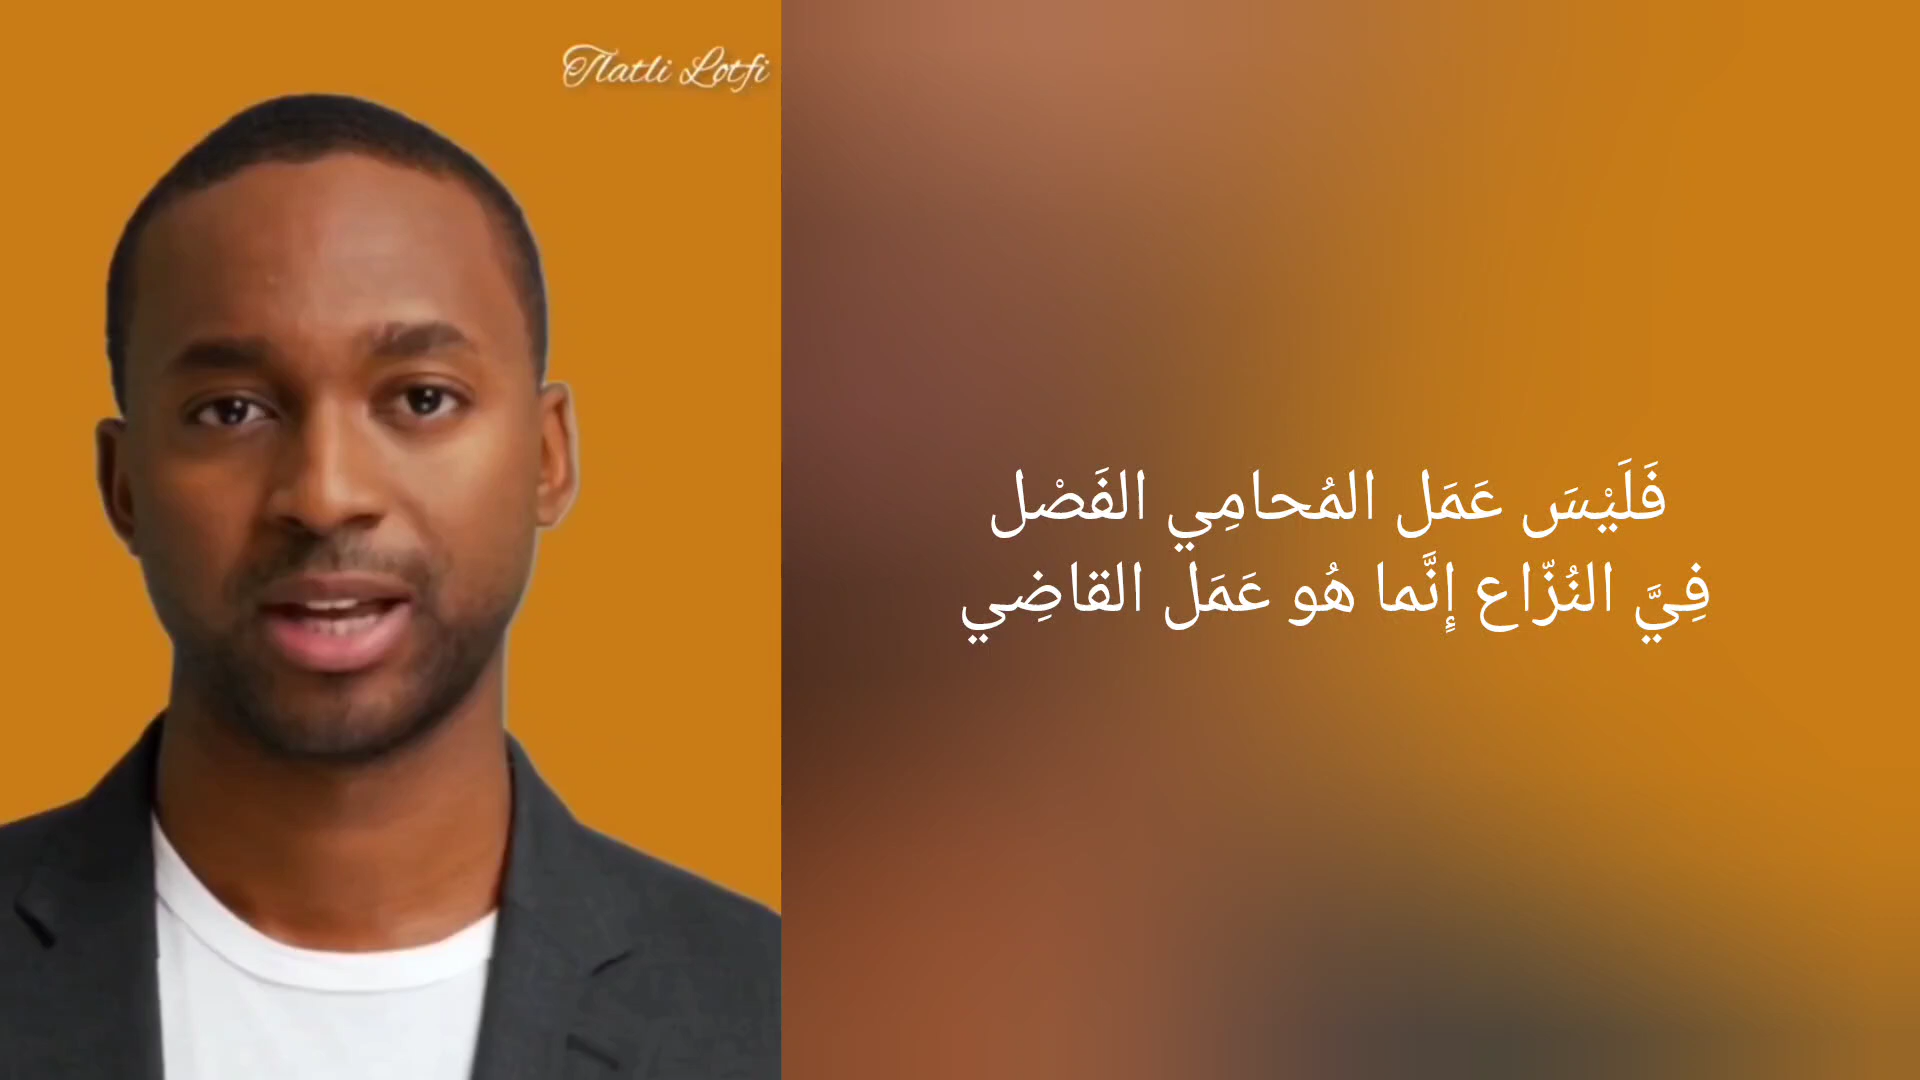 Tlatli Lotfi
فَلَيْسَ عَمَل المُحامِي الفَصْل
فِيَّ النُزّاع إِنَّما هُو عَمَل القاضِي